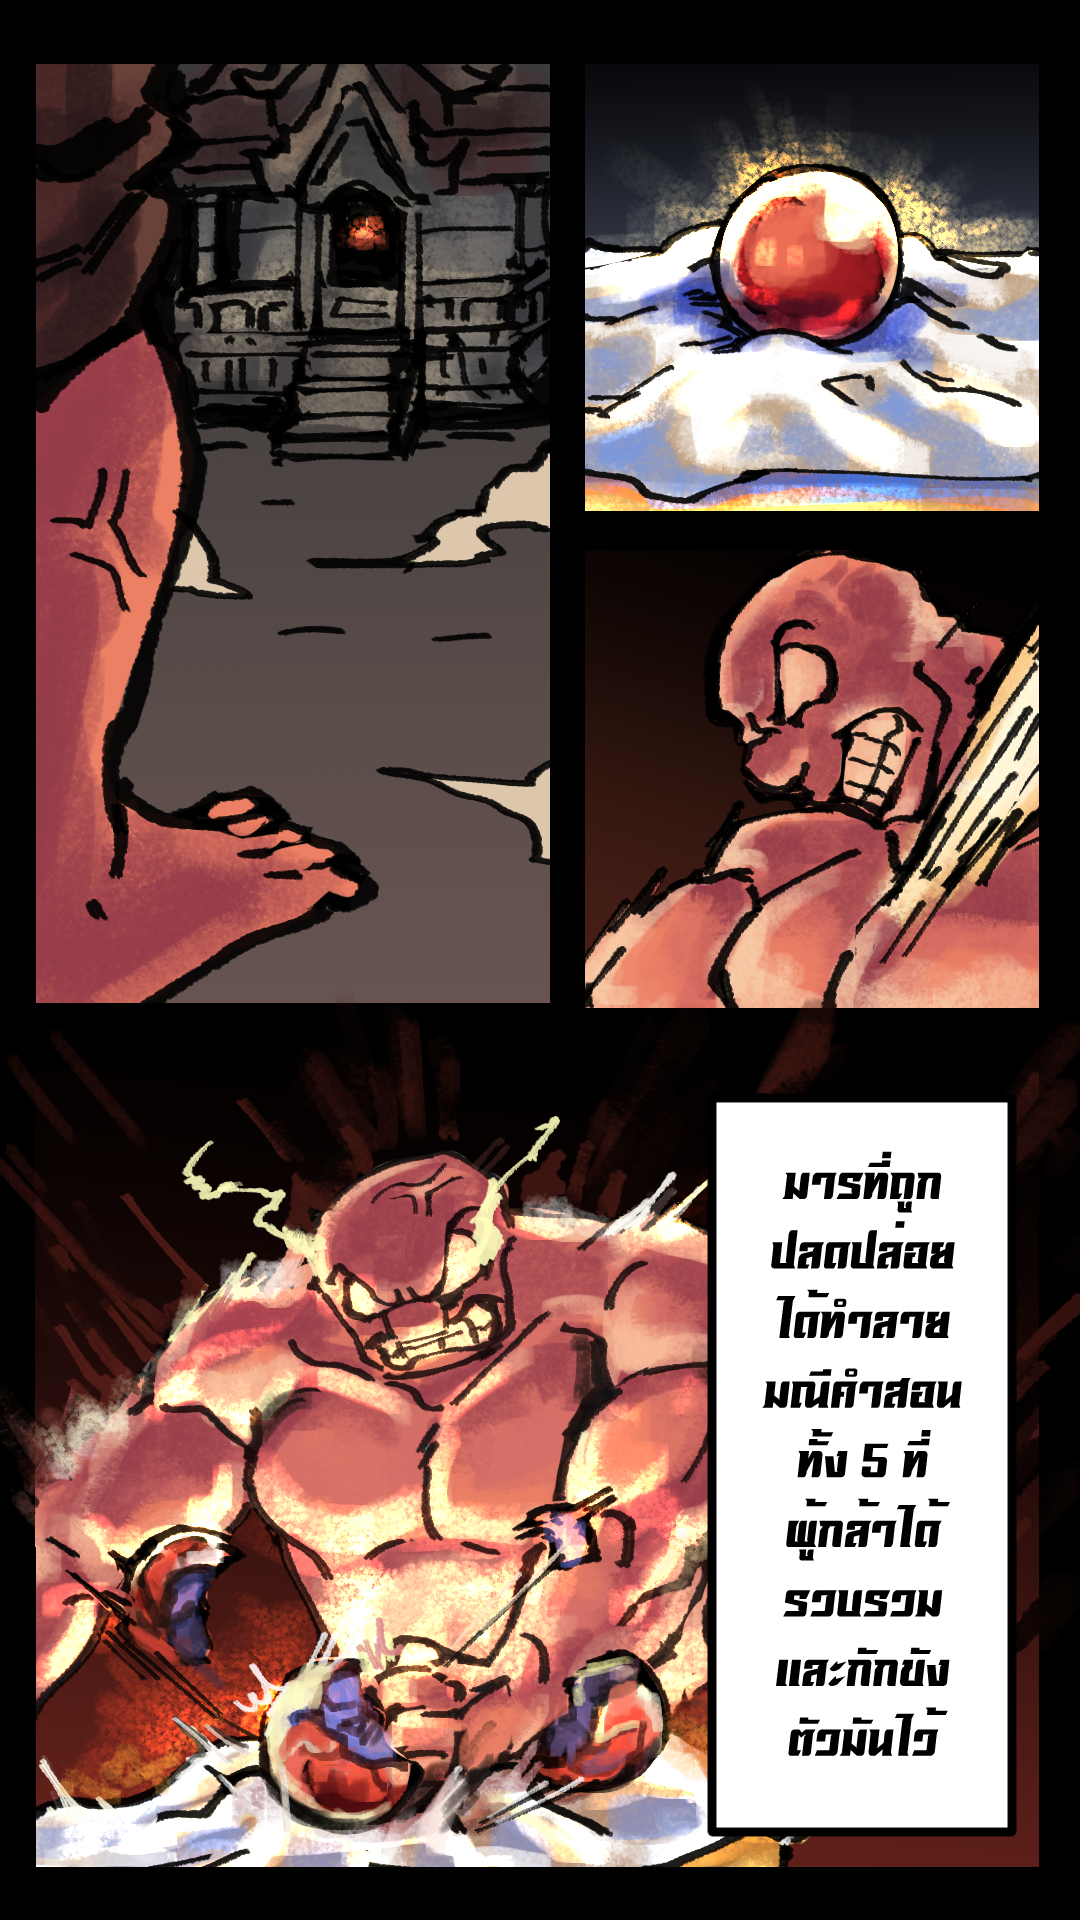 มารที่ถูก
ปลดปล่อย
ได้ทำลาย
มณีคำสอน
ทั้ง 5 ที่
ผู้กล้าได้
รวบรวม
และกักขัง
ตัวมันไว้